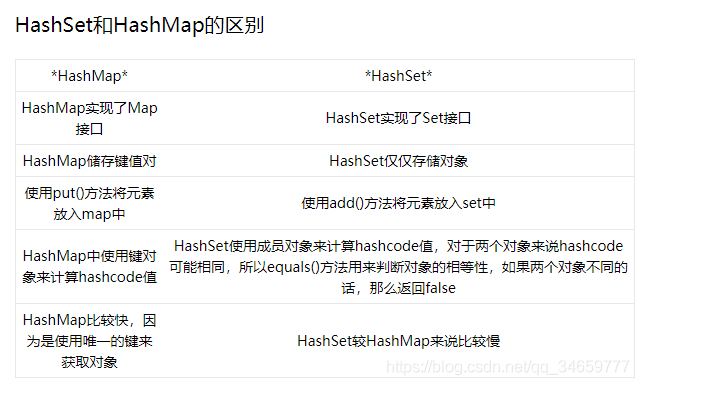 HashSet和HashMap的区别
*HashMap*
*HashSet*
HashMap实现了Map
接口
HashSet实现了Set接口
HashMap储存键值对
HashSet仅仅存储对象
使用put()方法将元素
放入map中
使用add()方法将元素放入set中
HashMap中使用键对
象来计算hashcode值
HashSet使用成员对象来计算hashcode值，对于两个对象来说hashcode
可能相同，所以equals()方法用来判断对象的相等性，如果两个对象不同的
话，那么返回false
HashMap比较快，因
为是使用唯一的键来
获取对象
HashSet较HashMap来说比较慢
https://blog.csdn.net/qq_34659777